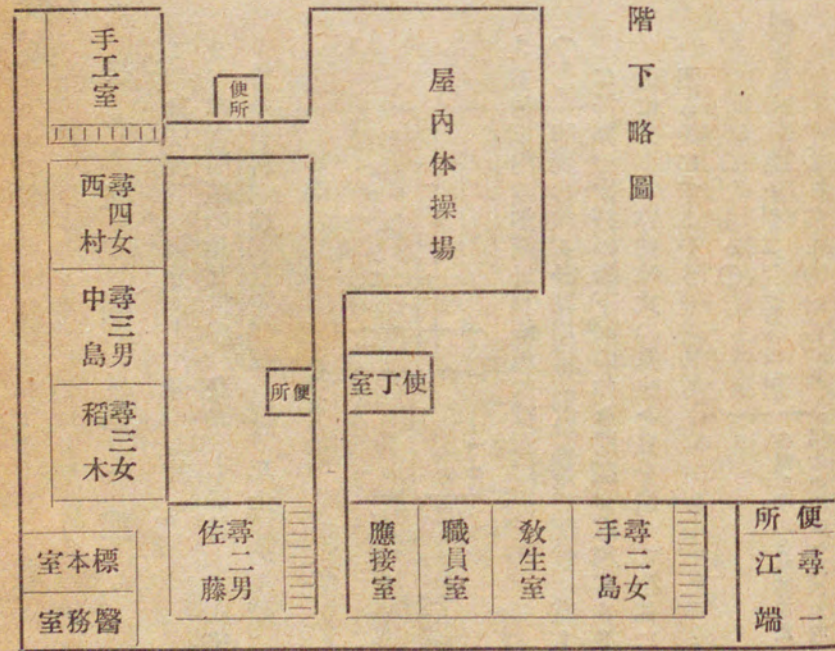 階下略圖
屋內体操場
便所
手工室
尋四女
西村
尋三男
中島
尋三女
稻木
便所
使丁室
便所
尋一
江端
尋二女
手島
教生室
職員室
應接室
尋二男
佐藤
標本室
醫務室